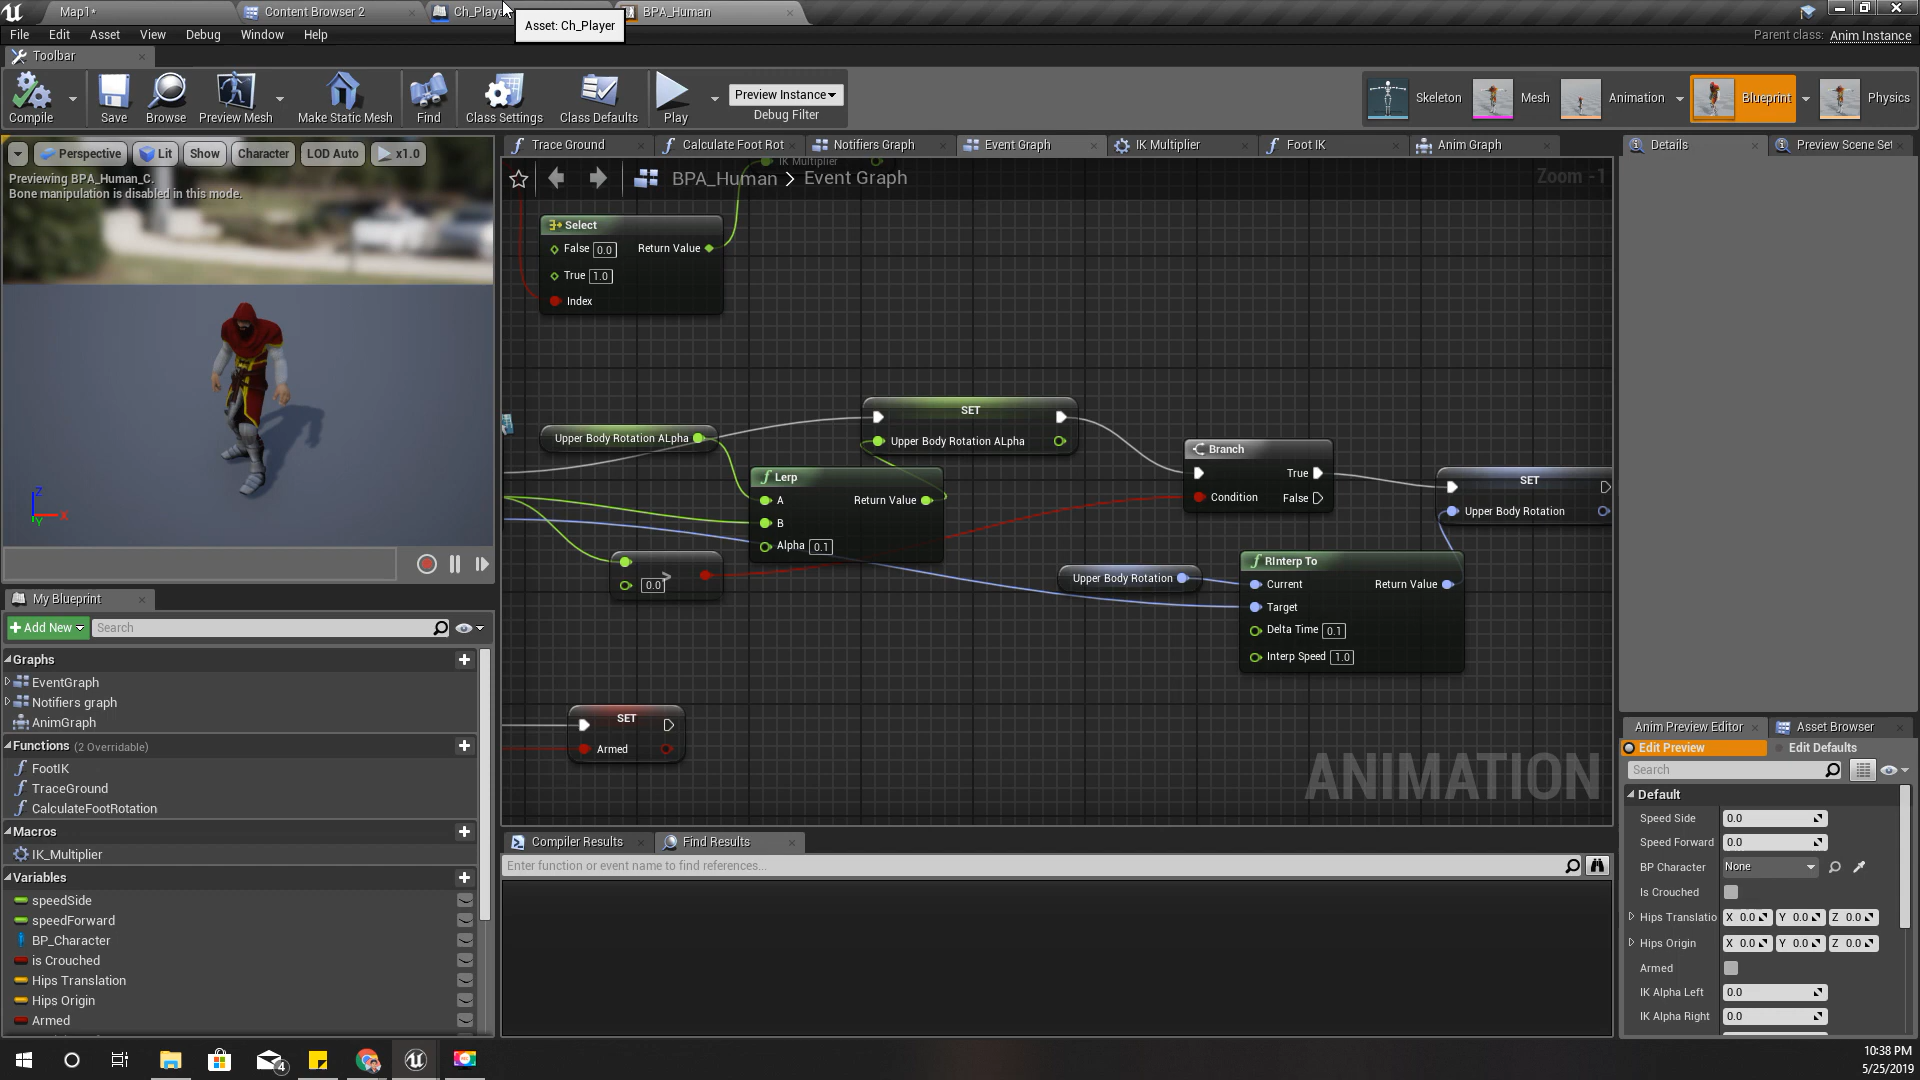 Map1*
Content Browser 2
BPA_Human
Asset: Ch_Player
File Edit Asset View Debug Window Help
Parent class: Anim Instance
Toolbar
Compile Save Browse Preview Mesh Make Static Mesh Find Class Settings Class Defaults Play
Preview Instance
Debug Filter
Skeleton Mesh Animation Blueprint Physics
Perspective Lit Show Character LOD Auto x1.0
Previewing BPA_Human_C.
Bone manipulation is disabled in this mode.
Z
X
Y
Trace Ground Calculate Foot Rot Notifiers Graph Event Graph IK Multiplier Foot IK Anim Graph
IK Multiplier
BPA_Human > Event Graph
Zoom -1
Select
False 0.0 Return Value
True 1.0
Index
SET
Upper Body Rotation ALpha
Upper Body Rotation ALpha
Lerp
A Return Value
B
Alpha 0.1
>
0.0
Branch
True
Condition False
SET
Upper Body Rotation
Upper Body Rotation
RInterp To
Current Return Value
Target
Delta Time 0.1
Interp Speed 1.0
SET
Armed
ANIMATION
My Blueprint
Add New Search
Graphs
EventGraph
Notifiers graph
AnimGraph
Functions (2 Overridable)
FootIK
TraceGround
CalculateFootRotation
Macros
IK_Multiplier
Variables
speedSide
speedForward
BP_Character
is Crouched
Hips Translation
Hips Origin
Armed
Compiler Results Find Results
Enter function or event name to find references...
Details Preview Scene Set
Anim Preview Editor Asset Browser
Edit Preview Edit Defaults
Search
Default
Speed Side 0.0
Speed Forward 0.0
BP Character None
Is Crouched
Hips Translatio X 0.0 Y 0.0 Z 0.0
Hips Origin X 0.0 Y 0.0 Z 0.0
Armed
IK Alpha Left 0.0
IK Alpha Right 0.0
4
10:38 PM
5/25/2019